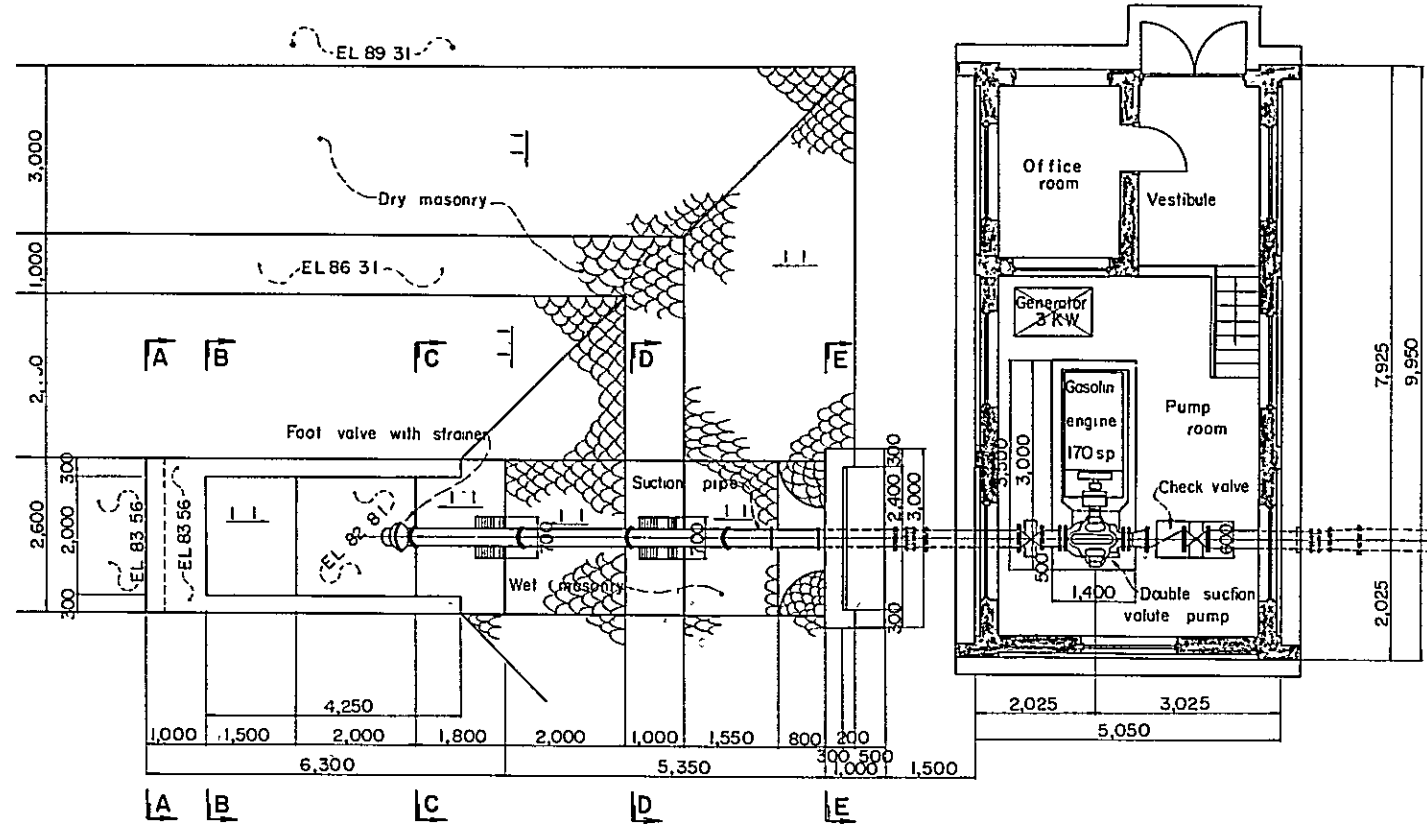 EL 89 31
3,000
Dry masonry
1,000
EL 86 31
Office
room
Vestibule
Generator
3 KW
A
B
C
D
E
7,925
9,950
Gasolin
engine
170 sp
Pump
room
Foot valve with strainer
3,500
3,000
300
2,600
2,000
300
EL 83 56
EL 83 56
EL 82 81
Suction pipe
700
700
Wet masonry
300
2,400
3,000
300
Check valve
600
500
1,400
Double suction
valute pump
2,025
4,250
2,025
3,025
5,050
1,000
1,500
2,000
1,800
2,000
1,000
1,550
800
200
300
500
6,300
5,350
1,000
1,500
A
B
C
D
E